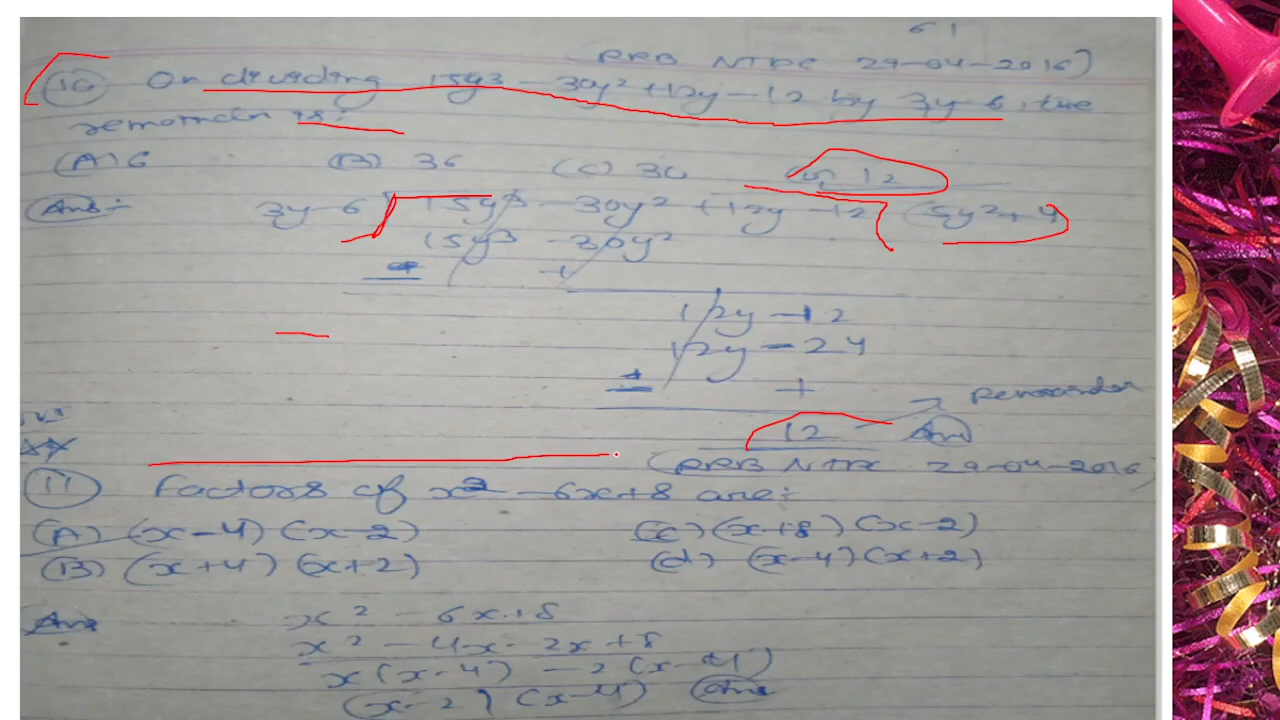 61
(RRB NTPC 29-04-2016)
(10) On dividing 15y³ - 30y² + 12y - 12 by 3y-6, the
remainder is:
(A) 6 (B) 36 (C) 30 (D) 12
Ans:- 3y-6) 15y³ - 30y² + 12y - 12 (5y² + 4
15y³ - 30y²
- +
12y - 12
12y - 24
- +
Remainder
12 Ans
(RRB NTPC 29-04-2016)
(11) Factors of x² - 6x + 8 are:
(A) (x-4) (x-2) (c) (x+8) (x-2)
(B) (x+4) (x+2) (d) (x-4) (x+2)
Ans x² - 6x + 8
x² - 4x - 2x + 8
x(x-4) - 2(x-4)
(x-2) (x-4) Ans